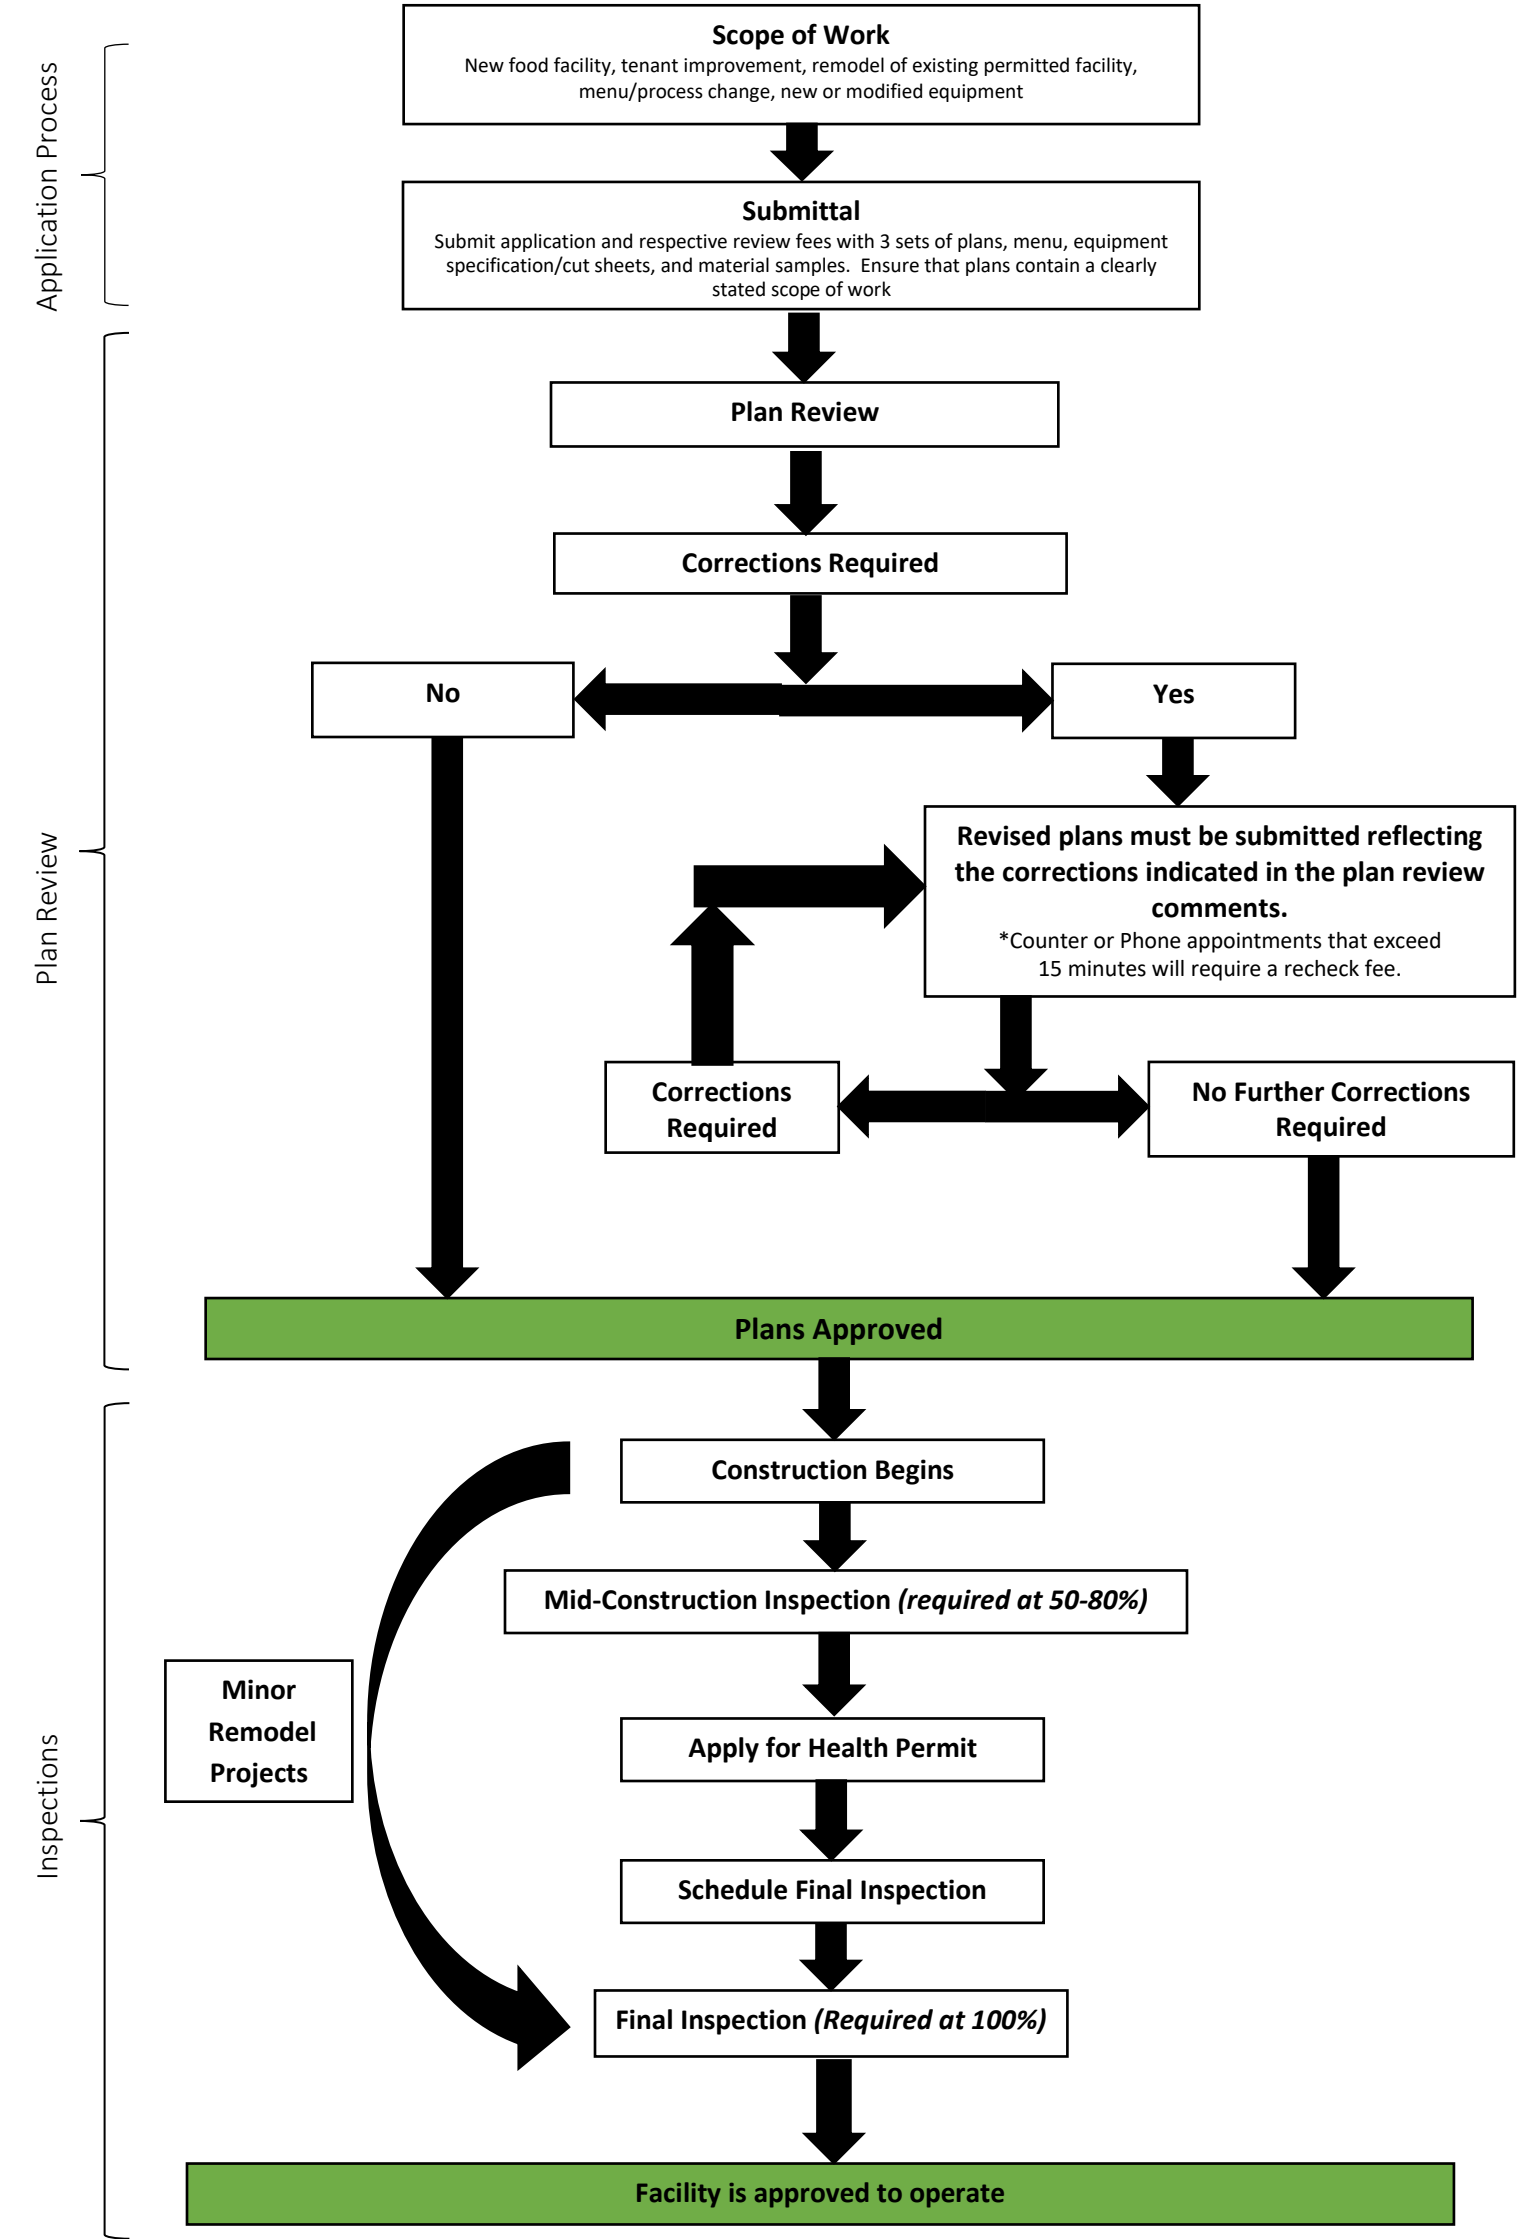 Application Process
Scope of Work
New food facility, tenant improvement, remodel of existing permitted facility,
menu/process change, new or modified equipment
Submittal
Submit application and respective review fees with 3 sets of plans, menu, equipment
specification/cut sheets, and material samples.  Ensure that plans contain a clearly
stated scope of work
Plan Review
Plan Review
Corrections Required
No
Yes
Revised plans must be submitted reflecting
the corrections indicated in the plan review
comments.
*Counter or Phone appointments that exceed
15 minutes will require a recheck fee.
Corrections
Required
No Further Corrections
Required
Plans Approved
Inspections
Construction Begins
Mid-Construction Inspection (required at 50-80%)
Minor
Remodel
Projects
Apply for Health Permit
Schedule Final Inspection
Final Inspection (Required at 100%)
Facility is approved to operate